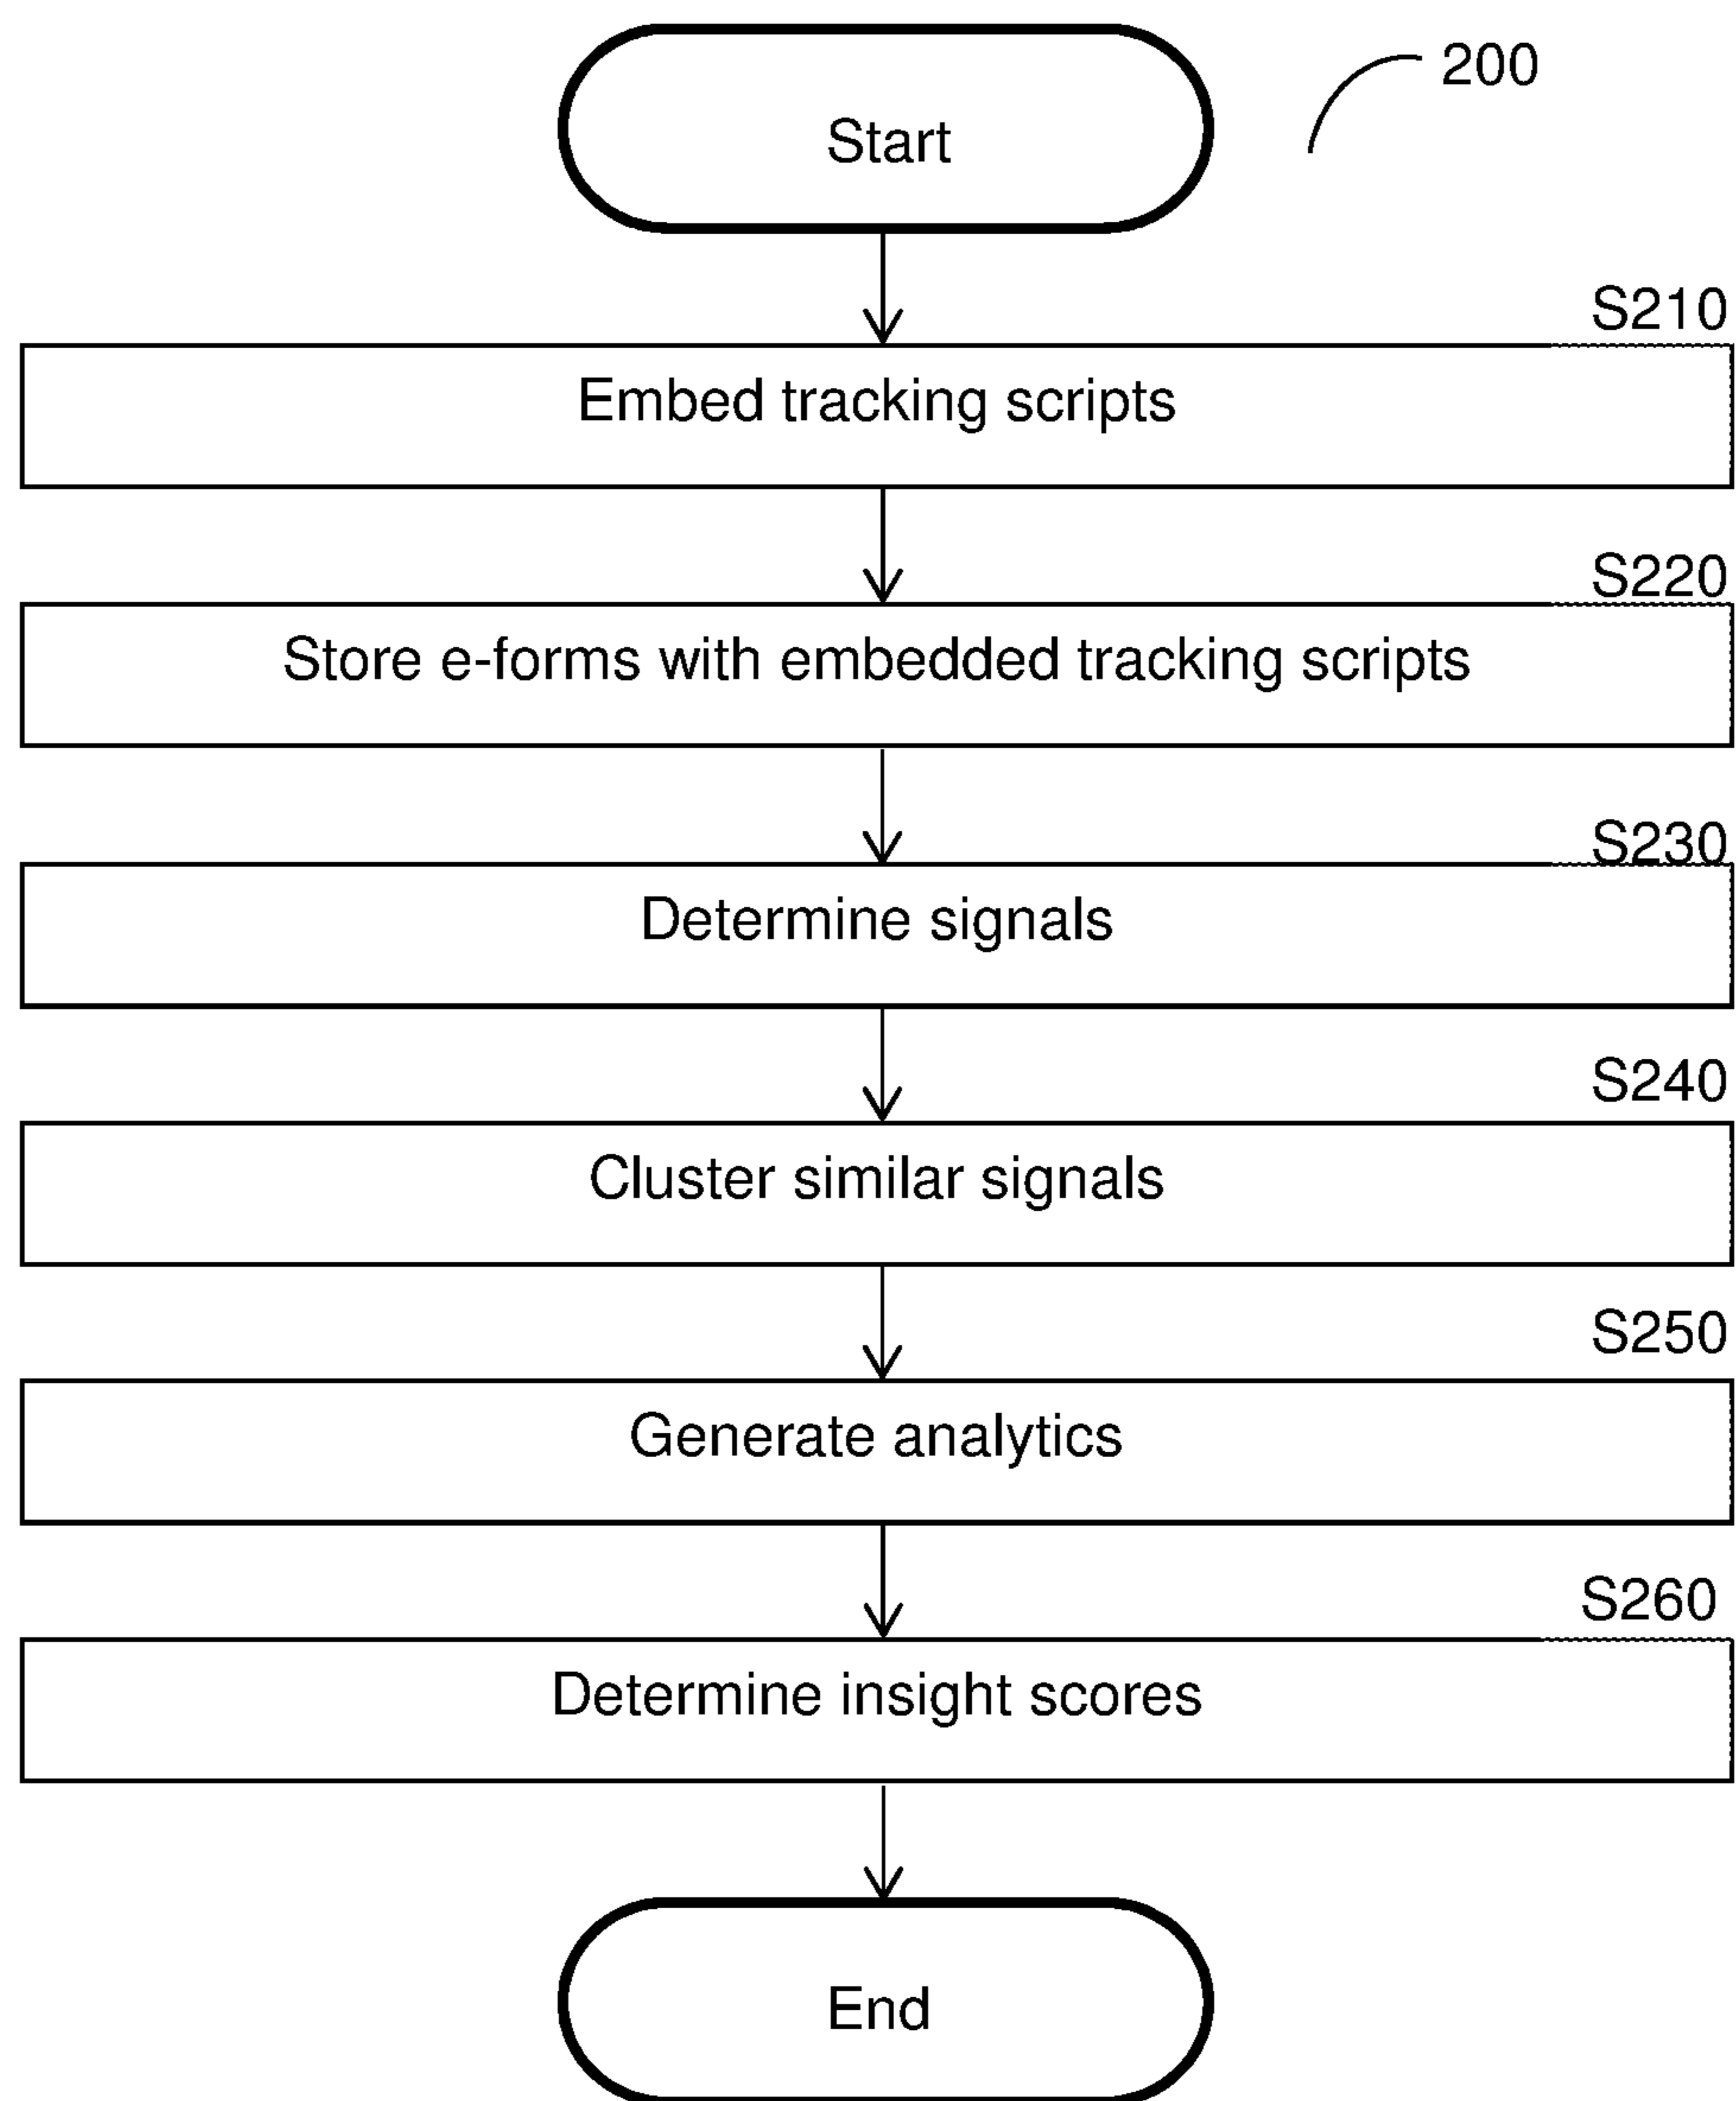 Start
200
S210
Embed tracking scripts
S220
Store e-forms with embedded tracking scripts
S230
Determine signals
S240
Cluster similar signals
S250
Generate analytics
S260
Determine insight scores
End